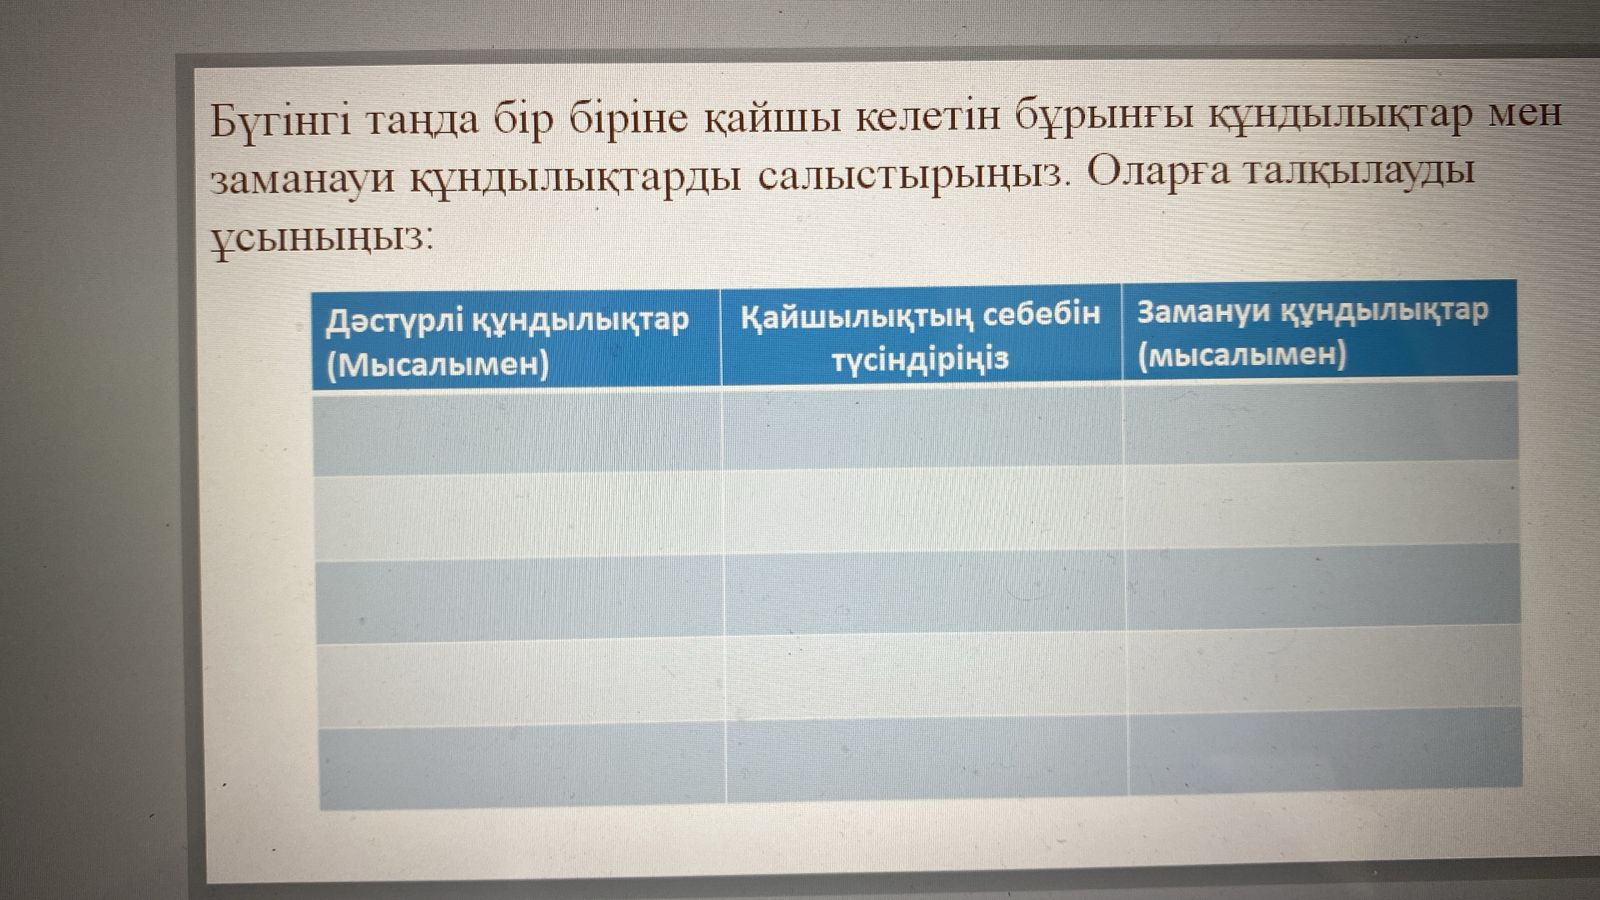 Бүгінгі таңда бір біріне қайшы келетін бұрынғы құндылықтар мен
заманауи құндылықтарды салыстырыңыз. Оларға талқылауды
ұсыныңыз:
Дәстүрлі құндылықтар
(Мысалымен)
Қайшылықтың себебін
түсіндіріңіз
Замануи құндылықтар
(мысалымен)